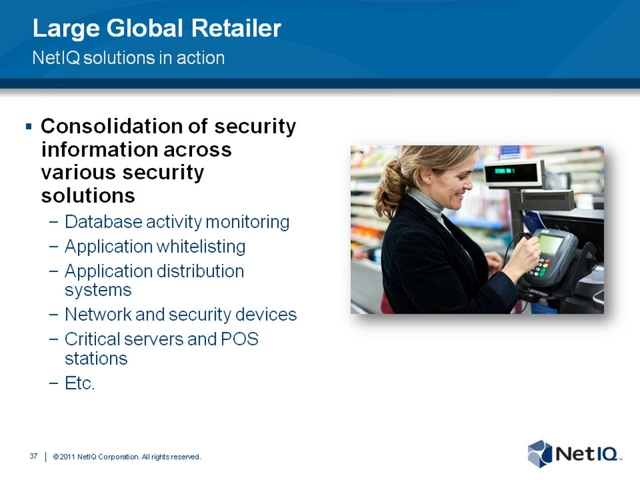 Large Global Retailer
NetIQ solutions in action
▪ Consolidation of security
information across
various security
solutions
– Database activity monitoring
– Application whitelisting
– Application distribution
systems
– Network and security devices
– Critical servers and POS
stations
– Etc.
37 | ©2011 NetIQ Corporation. All rights reserved.
NetIQ